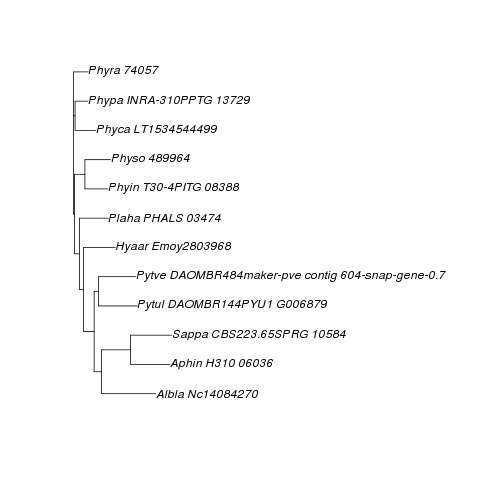 Phyra 74057
Phypa INRA-310PPTG 13729
Phyca LT1534544499
Physo 489964
Phyin T30-4PITG 08388
Plaha PHALS 03474
Hyaar Emoy2803968
Pytve DAOMBR484maker-pve contig 604-snap-gene-0.7
Pytul DAOMBR144PYU1 G006879
Sappa CBS223.65SPRG 10584
Aphin H310 06036
Albla Nc14084270